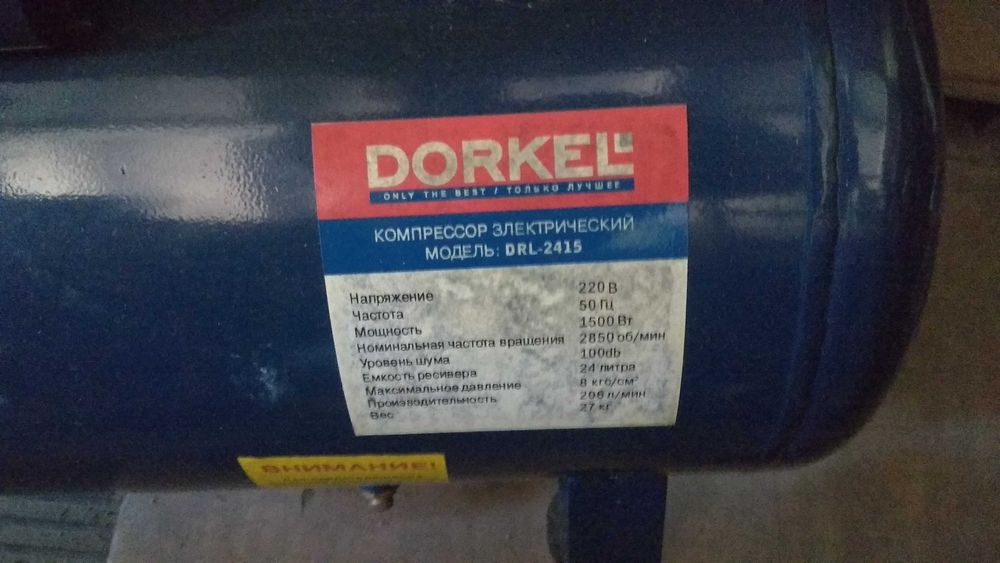 DORKEL
ONLY THE BEST / ТОЛЬКО ЛУЧШЕЕ
КОМПРЕССОР ЭЛЕКТРИЧЕСКИЙ
МОДЕЛЬ: DRL-2415
Напряжение 220 В
Частота 50 Гц
Мощность 1500 Вт
Номинальная частота вращения 2850 об/мин
Уровень шума 100db
Емкость ресивера 24 литра
Максимальное давление 8 кгс/см²
Производительность 206 л/мин
Вес 27 кг
ВНИМАНИЕ!